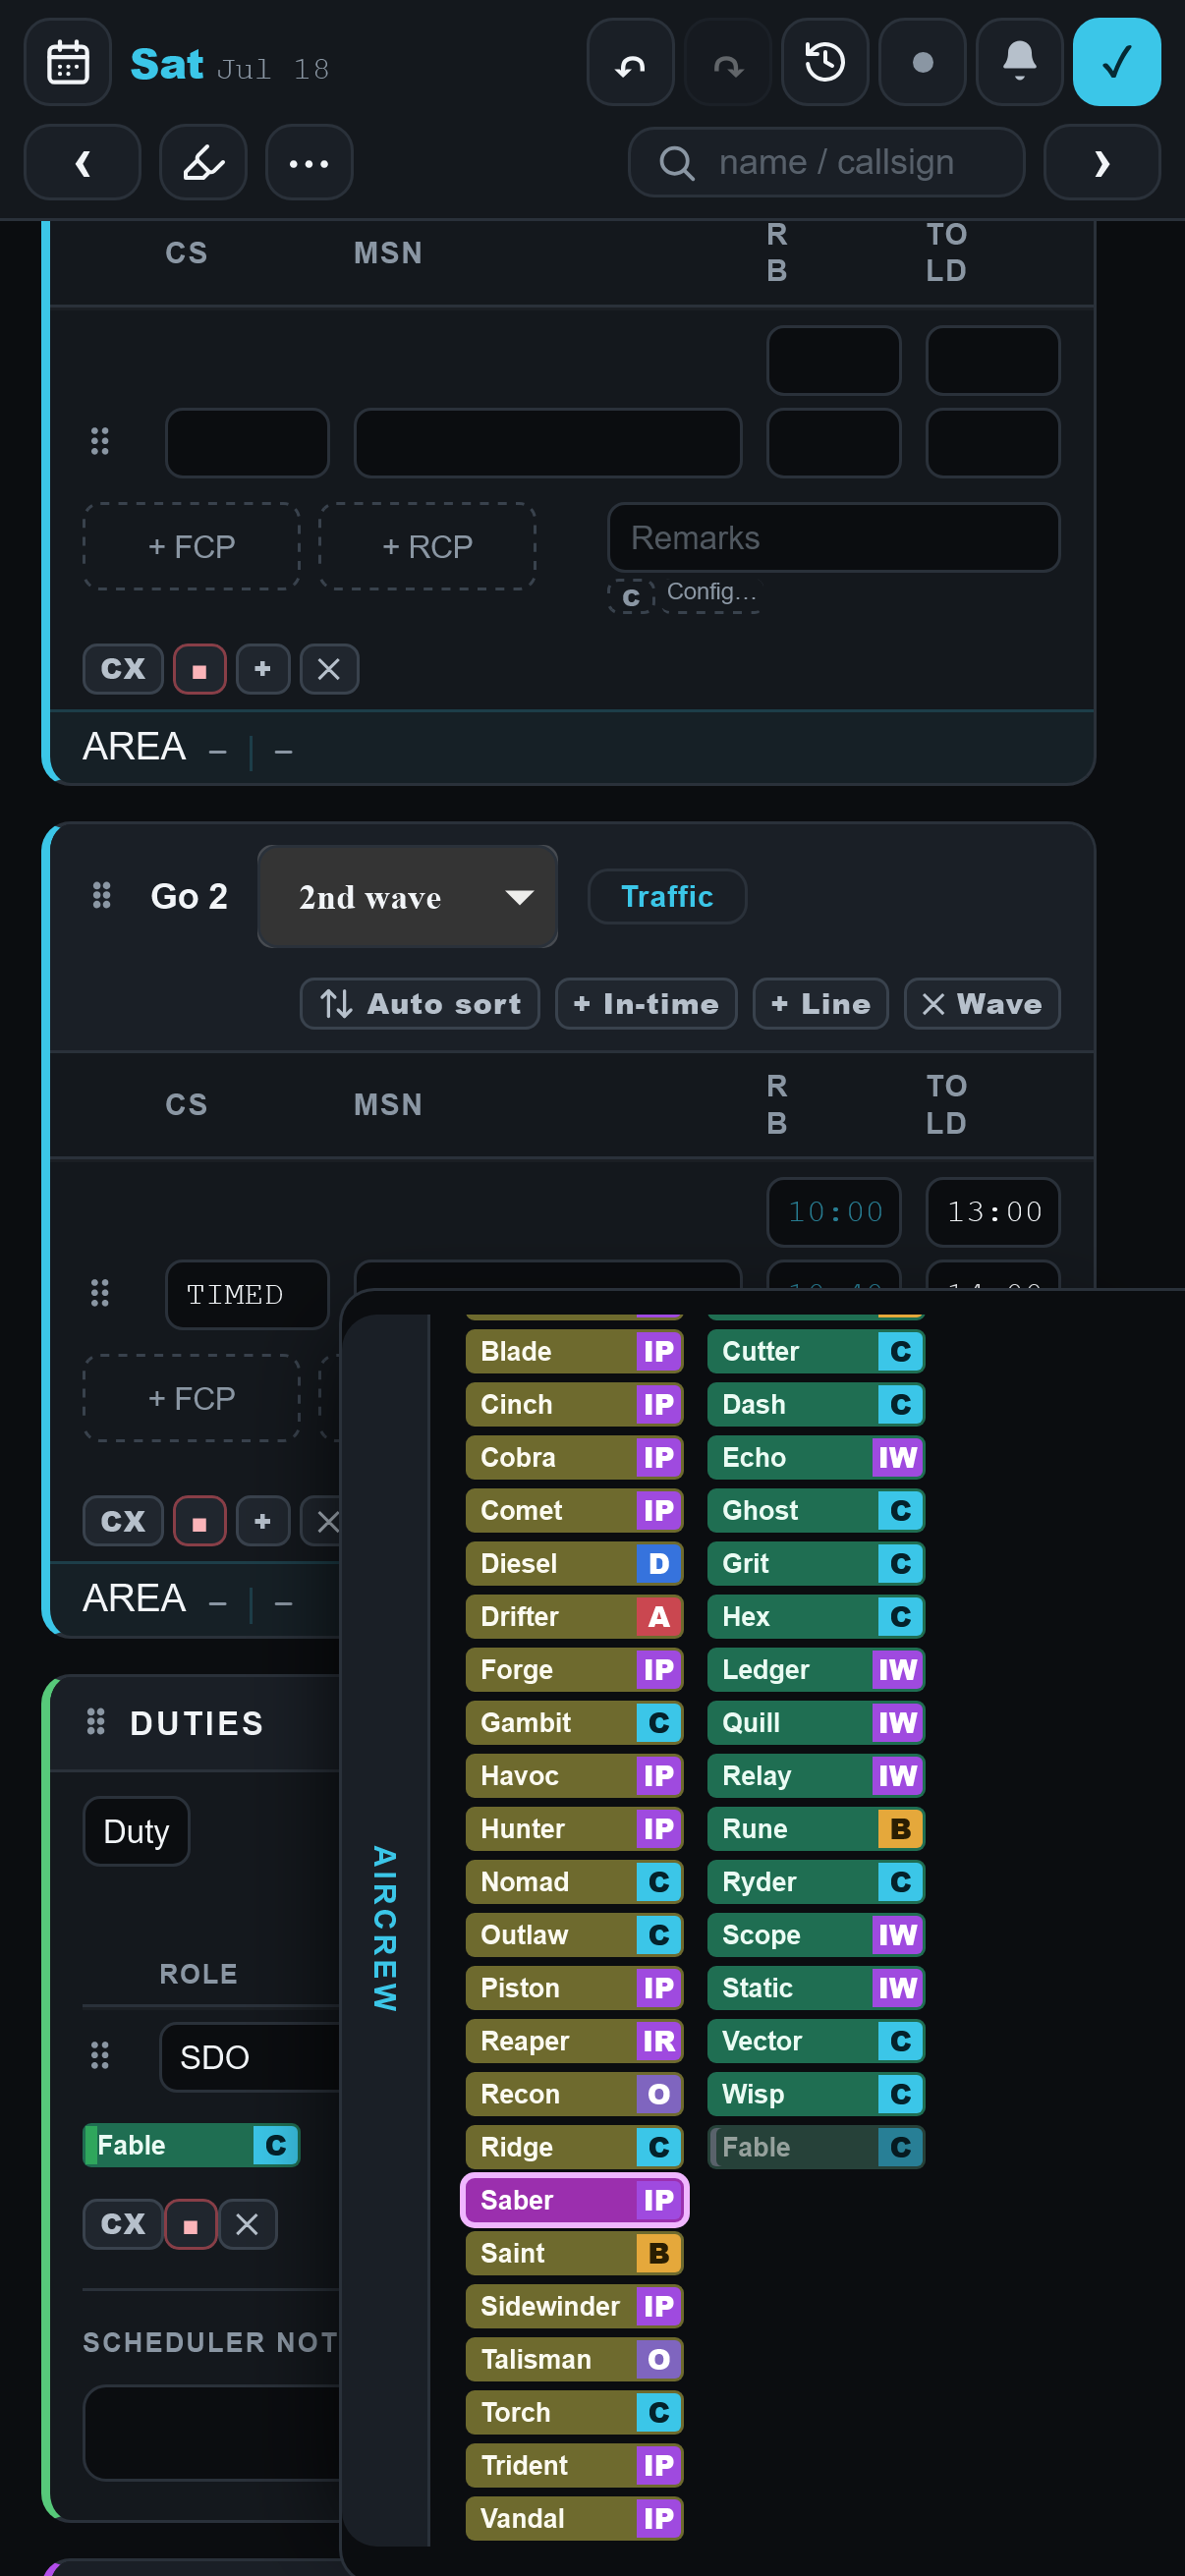 Sat Jul 18
✓
‹
...
name / callsign
›
CS MSN R B TO LD
+ FCP + RCP Remarks
C Config...
CX + ×
AREA – | –
Go 2 2nd wave Traffic
Auto sort + In-time + Line × Wave
CS MSN R B TO LD
10:00 13:00
TIMED
+ FCP
CX + ×
AREA – | –
DUTIES
Duty
ROLE
SDO
Fable C
CX ×
SCHEDULER NOT
AIRCREW
Blade IP
Cinch IP
Cobra IP
Comet IP
Diesel D
Drifter A
Forge IP
Gambit C
Havoc IP
Hunter IP
Nomad C
Outlaw C
Piston IP
Reaper IR
Recon O
Ridge C
Saber IP
Saint B
Sidewinder IP
Talisman O
Torch C
Trident IP
Vandal IP
Cutter C
Dash C
Echo IW
Ghost C
Grit C
Hex C
Ledger IW
Quill IW
Relay IW
Rune B
Ryder C
Scope IW
Static IW
Vector C
Wisp C
Fable C